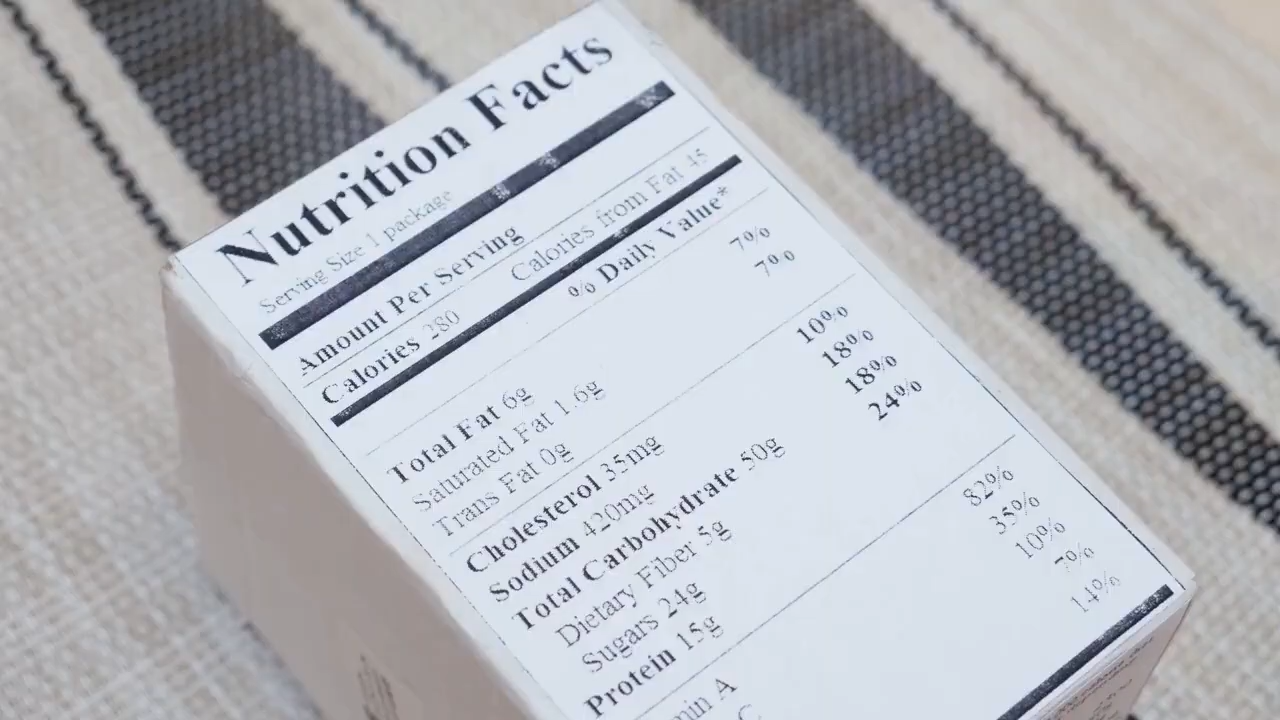 Nutrition Facts
Serving Size 1 package
Amount Per Serving
Calories 280 Calories from Fat 45
% Daily Value*
Total Fat 6g 7%
Saturated Fat 1.6g 7%
Trans Fat 0g
Cholesterol 35mg 10%
Sodium 420mg 18%
Total Carbohydrate 50g 18%
Dietary Fiber 5g 24%
Sugars 24g
Protein 15g
min A 82%
C 35%
10%
7%
14%